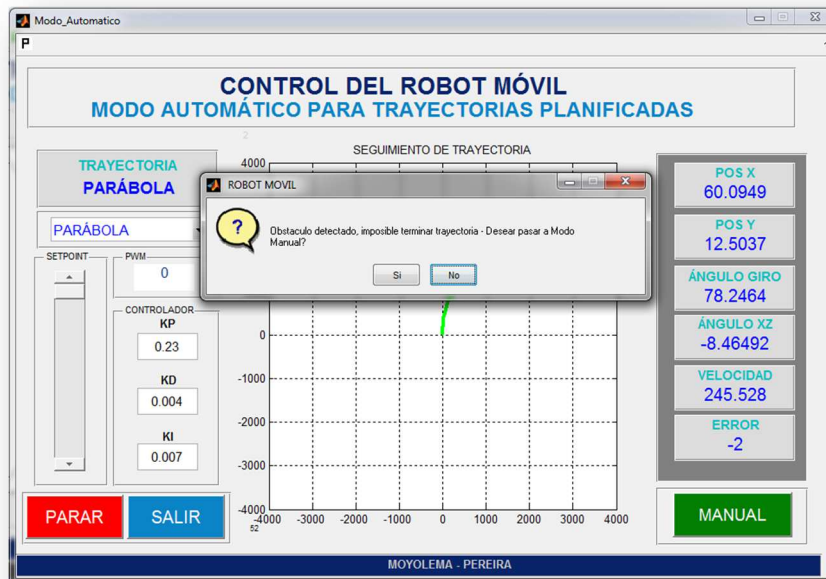 Modo_Automatico
P
CONTROL DEL ROBOT MÓVIL
MODO AUTOMÁTICO PARA TRAYECTORIAS PLANIFICADAS
2
TRAYECTORIA
PARÁBOLA
PARÁBOLA
SETPOINT
PWM
0
CONTROLADOR
KP
0.23
KD
0.004
KI
0.007
PARAR
SALIR
SEGUIMIENTO DE TRAYECTORIA
4000
0
-1000
-2000
-3000
-4000
-4000 -3000 -2000 -1000 0 1000 2000 3000 4000
52
ROBOT MOVIL
?
Obstaculo detectado, imposible terminar trayectoria - Desear pasar a Modo
Manual?
Si
No
POS X
60.0949
POS Y
12.5037
ÁNGULO GIRO
78.2464
ÁNGULO XZ
-8.46492
VELOCIDAD
245.528
ERROR
-2
MANUAL
MOYOLEMA - PEREIRA